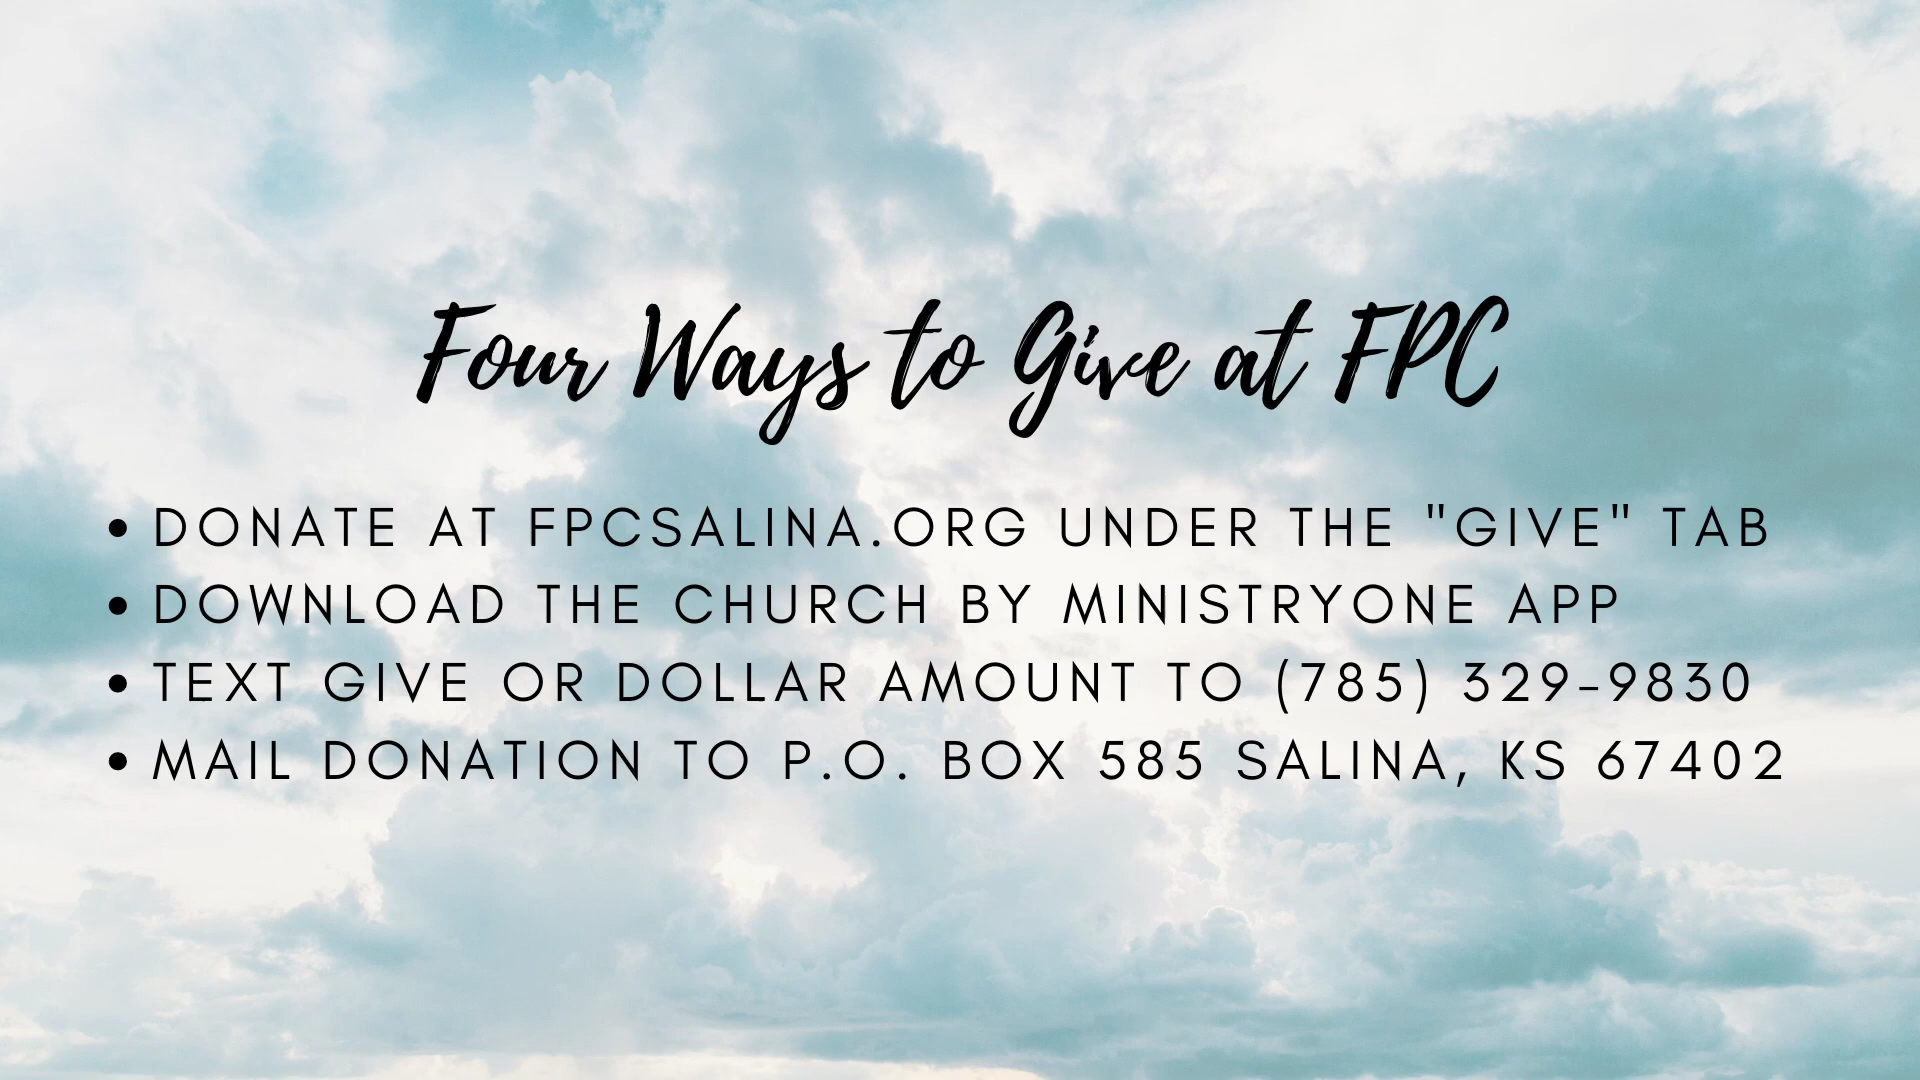 Four Ways to Give at FPC
• DONATE AT FPCSALINA.ORG UNDER THE "GIVE" TAB
• DOWNLOAD THE CHURCH BY MINISTRYONE APP
• TEXT GIVE OR DOLLAR AMOUNT TO (785) 329-9830
• MAIL DONATION TO P.O. BOX 585 SALINA, KS 67402